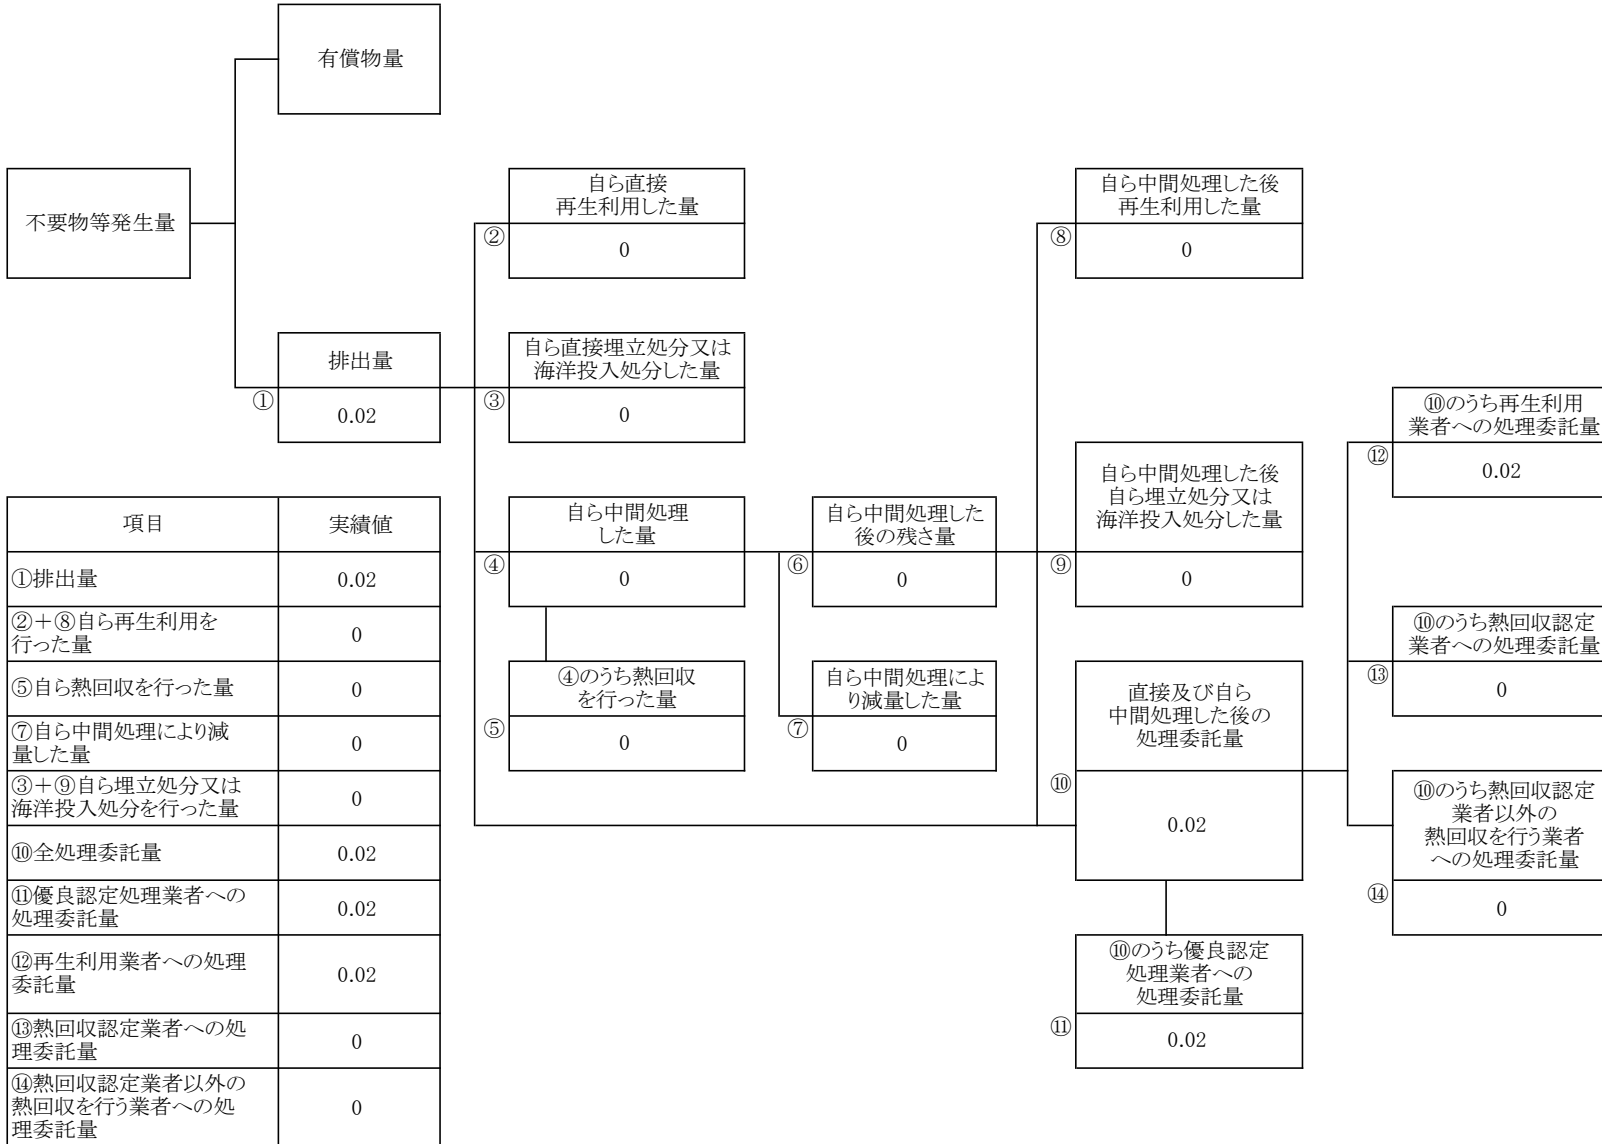 有償物量
不要物等発生量
自ら直接
再生利用した量
②
0
自ら中間処理した後
再生利用した量
⑧
0
排出量
①
0.02
自ら直接埋立処分又は
海洋投入処分した量
③
0
⑩のうち再生利用
業者への処理委託量
⑫
0.02
自ら中間処理
した量
④
0
自ら中間処理した
後の残さ量
⑥
0
自ら中間処理した後
自ら埋立処分又は
海洋投入処分した量
⑨
0
④のうち熱回収
を行った量
⑤
0
自ら中間処理によ
り減量した量
⑦
0
直接及び自ら
中間処理した後の
処理委託量
⑩
0.02
⑩のうち熱回収認定
業者への処理委託量
⑬
0
⑩のうち熱回収認定
業者以外の
熱回収を行う業者
への処理委託量
⑭
0
⑩のうち優良認定
処理業者への
処理委託量
⑪
0.02
項目 実績値
①排出量 0.02
②+⑧自ら再生利用を
行った量 0
⑤自ら熱回収を行った量 0
⑦自ら中間処理により減
量した量 0
③+⑨自ら埋立処分又は
海洋投入処分を行った量 0
⑩全処理委託量 0.02
⑪優良認定処理業者への
処理委託量 0.02
⑫再生利用業者への処理
委託量 0.02
⑬熱回収認定業者への処
理委託量 0
⑭熱回収認定業者以外の
熱回収を行う業者への処
理委託量 0